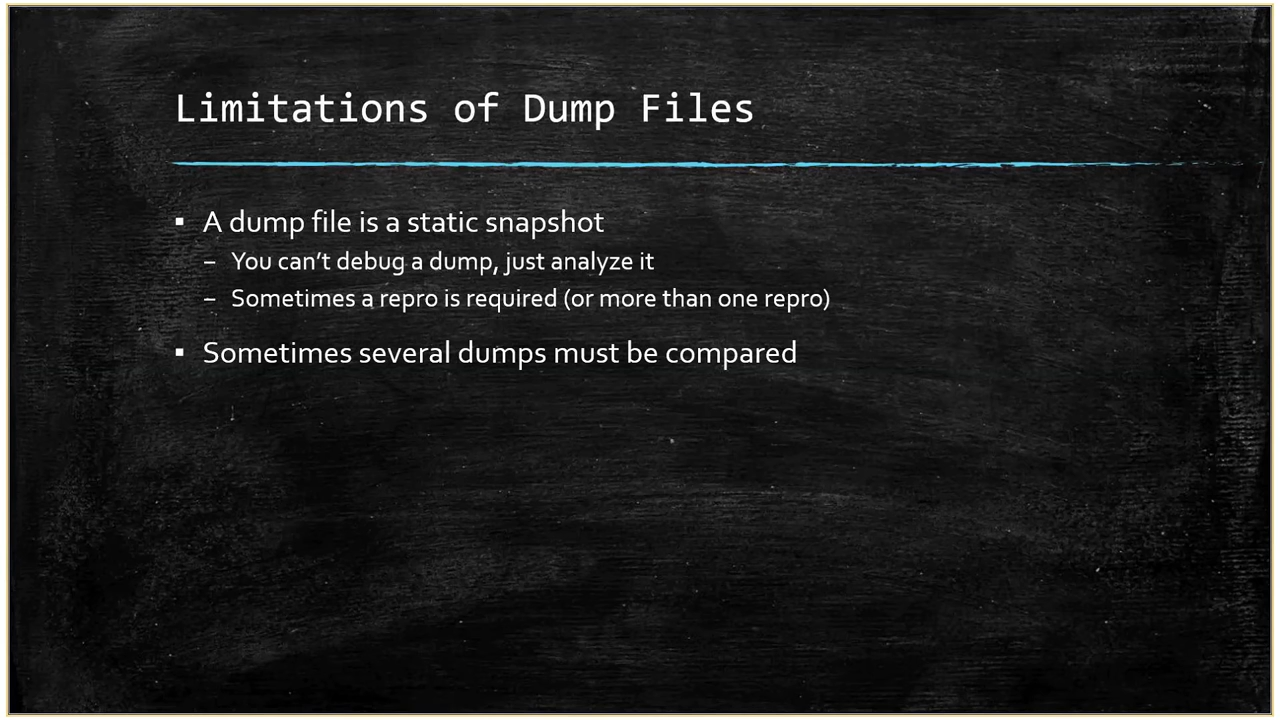 Limitations of Dump Files
▪ A dump file is a static snapshot
– You can’t debug a dump, just analyze it
– Sometimes a repro is required (or more than one repro)
▪ Sometimes several dumps must be compared